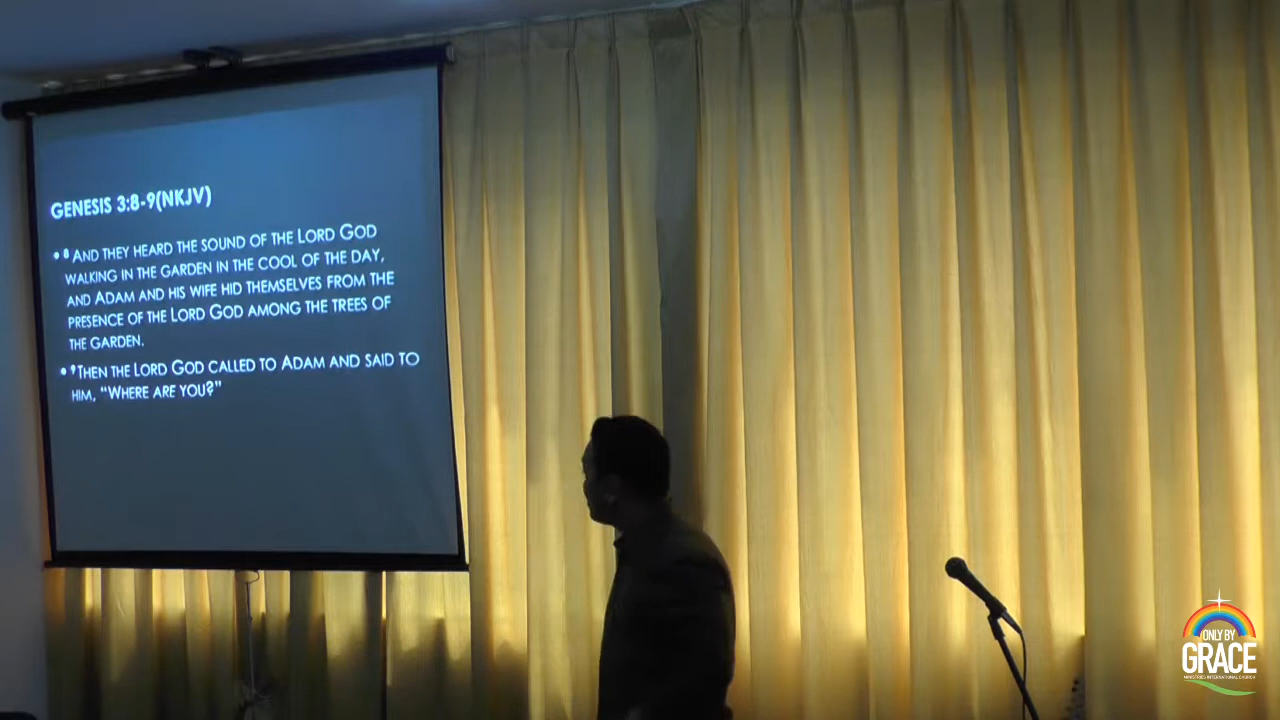 GENESIS 3:8-9(NKJV)
• 8 AND THEY HEARD THE SOUND OF THE LORD GOD
WALKING IN THE GARDEN IN THE COOL OF THE DAY,
AND ADAM AND HIS WIFE HID THEMSELVES FROM THE
PRESENCE OF THE LORD GOD AMONG THE TREES OF
THE GARDEN.
• 9 THEN THE LORD GOD CALLED TO ADAM AND SAID TO
HIM, “WHERE ARE YOU?”
ONLY BY
GRACE
MINISTRIES INTERNATIONAL CHURCH